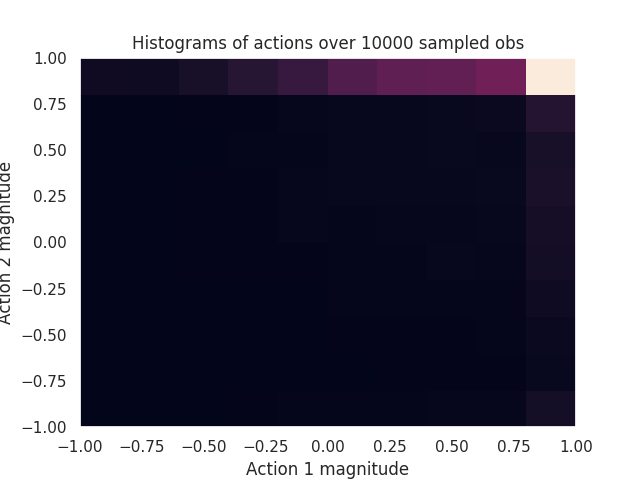 Histograms of actions over 10000 sampled obs
1.00
0.75
0.50
0.25
0.00
−0.25
−0.50
−0.75
−1.00
Action 2 magnitude
−1.00 −0.75 −0.50 −0.25 0.00 0.25 0.50 0.75 1.00
Action 1 magnitude